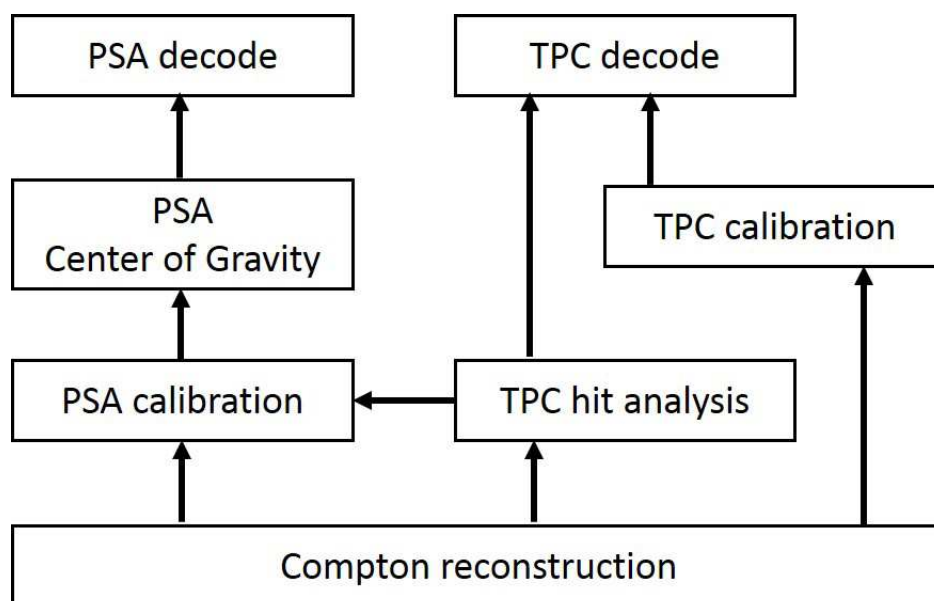 PSA decode
TPC decode
PSA
Center of Gravity
TPC calibration
PSA calibration
TPC hit analysis
Compton reconstruction